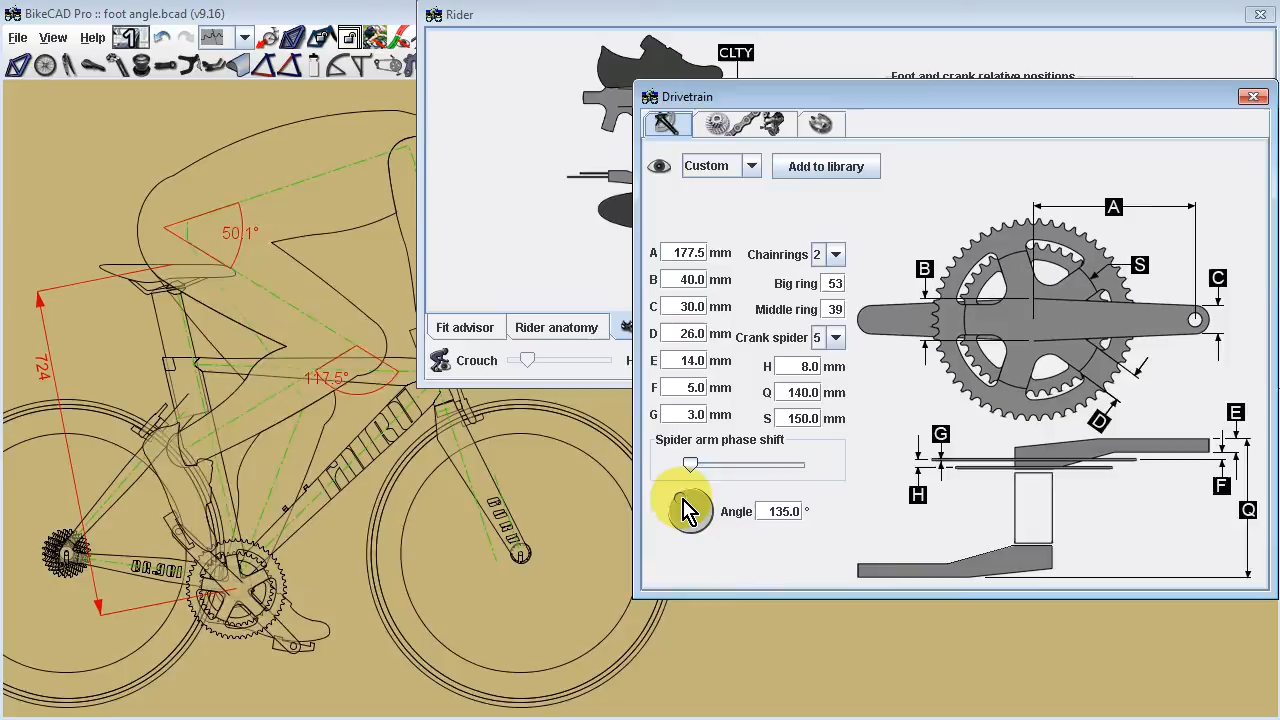 BikeCAD Pro :: foot angle.bcad (v9.16)
File View Help
Rider
CLTY
Foot and crank relative positions
Drivetrain
Custom
Add to library
A 177.5 mm
B 40.0 mm
C 30.0 mm
D 26.0 mm
E 14.0 mm
F 5.0 mm
G 3.0 mm
Chainrings 2
Big ring 53
Middle ring 39
Crank spider 5
H 8.0 mm
Q 140.0 mm
S 150.0 mm
Spider arm phase shift
Angle 135.0 °
A
S
B
C
D
E
G
H
F
Q
Fit advisor
Rider anatomy
Crouch
H
50.1°
117.5°
724
GURU